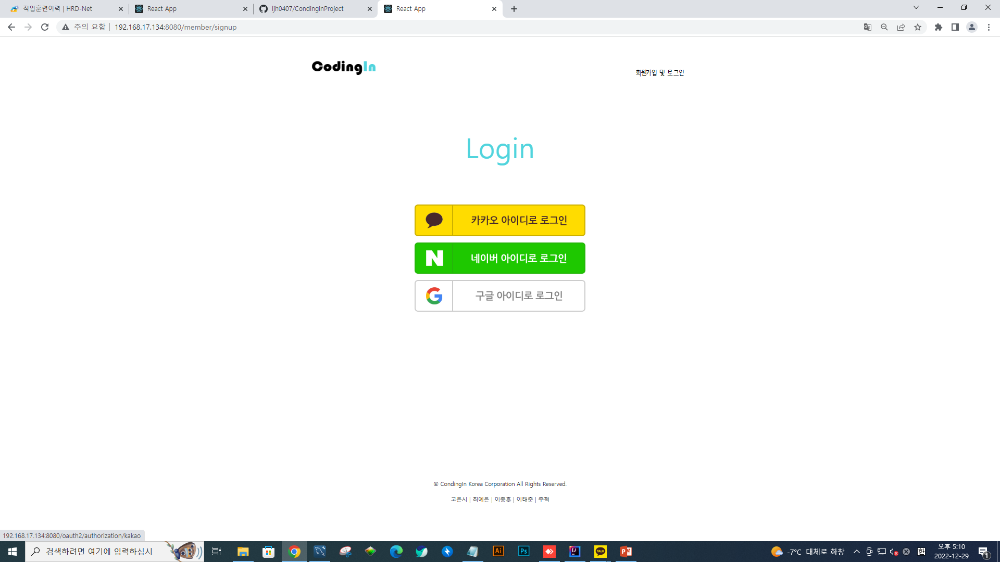 직업훈련이력 | HRD-Net
React App
ljh0407/CondinginProject
React App
주의 요함
192.168.17.134:8080/member/signup
CodingIn
회원가입 및 로그인
Login
카카오 아이디로 로그인
N
네이버 아이디로 로그인
G
구글 아이디로 로그인
© CondingIn Korea Corporation All Rights Reserved.
고은시 | 최예은 | 이종훈 | 이태준 | 주혁
192.168.17.134:8080/oauth2/authorization/kakao
검색하려면 여기에 입력하십시
Ai
Ps
IJ
TALK
P
-7°C 대체로 화창
한
오후 5:10
2022-12-29
1